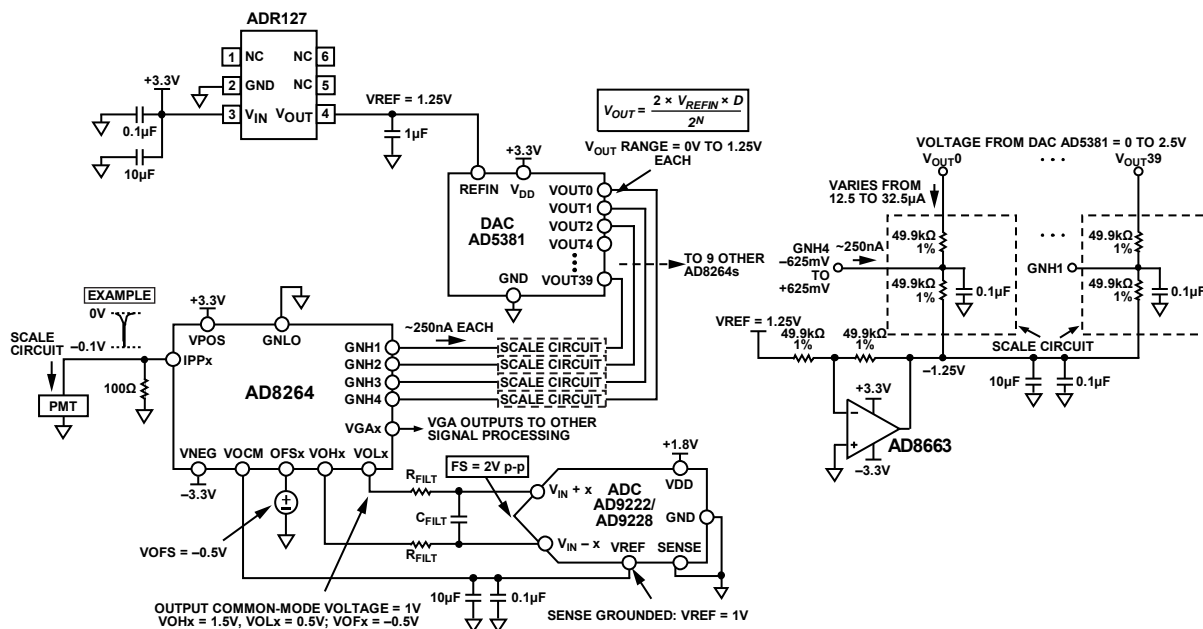 ADR127
1 NC
NC 6
2 GND
NC 5
3 VIN
VOUT 4
+3.3V
0.1µF
10µF
VREF = 1.25V
1µF
VOUT = 2 × VREFIN × D / 2^N
VOUT RANGE = 0V TO 1.25V
EACH
+3.3V
REFIN
VDD
DAC
AD5381
GND
VOUT0
VOUT1
VOUT2
VOUT4
VOUT39
TO 9 OTHER
AD8264s
VOLTAGE FROM DAC AD5381 = 0 TO 2.5V
VOUT0
VOUT39
VARIES FROM
12.5 TO 32.5µA
49.9kΩ
1%
49.9kΩ
1%
GNH4
–625mV
TO
+625mV
~250nA
GNH1
49.9kΩ
1%
0.1µF
49.9kΩ
1%
0.1µF
VREF = 1.25V
49.9kΩ
1%
49.9kΩ
1%
SCALE CIRCUIT
–1.25V
10µF
0.1µF
+3.3V
–
+
AD8663
–3.3V
EXAMPLE
0V
–0.1V
SCALE
CIRCUIT
PMT
100Ω
+3.3V
VPOS
GNLO
IPPx
AD8264
~250nA EACH
GNH1
SCALE CIRCUIT
GNH2
SCALE CIRCUIT
GNH3
SCALE CIRCUIT
GNH4
SCALE CIRCUIT
VGAx
VGA OUTPUTS TO OTHER
SIGNAL PROCESSING
VNEG
VOCM
OFSx
VOHx
VOLx
–3.3V
VOFS = –0.5V
RFILT
CFILT
RFILT
FS = 2V p-p
+1.8V
VDD
VIN + x
ADC
AD9222/
AD9228
GND
VIN – x
VREF
SENSE
10µF
0.1µF
OUTPUT COMMON-MODE VOLTAGE = 1V
VOHx = 1.5V, VOLx = 0.5V; VOFx = –0.5V
SENSE GROUNDED: VREF = 1V